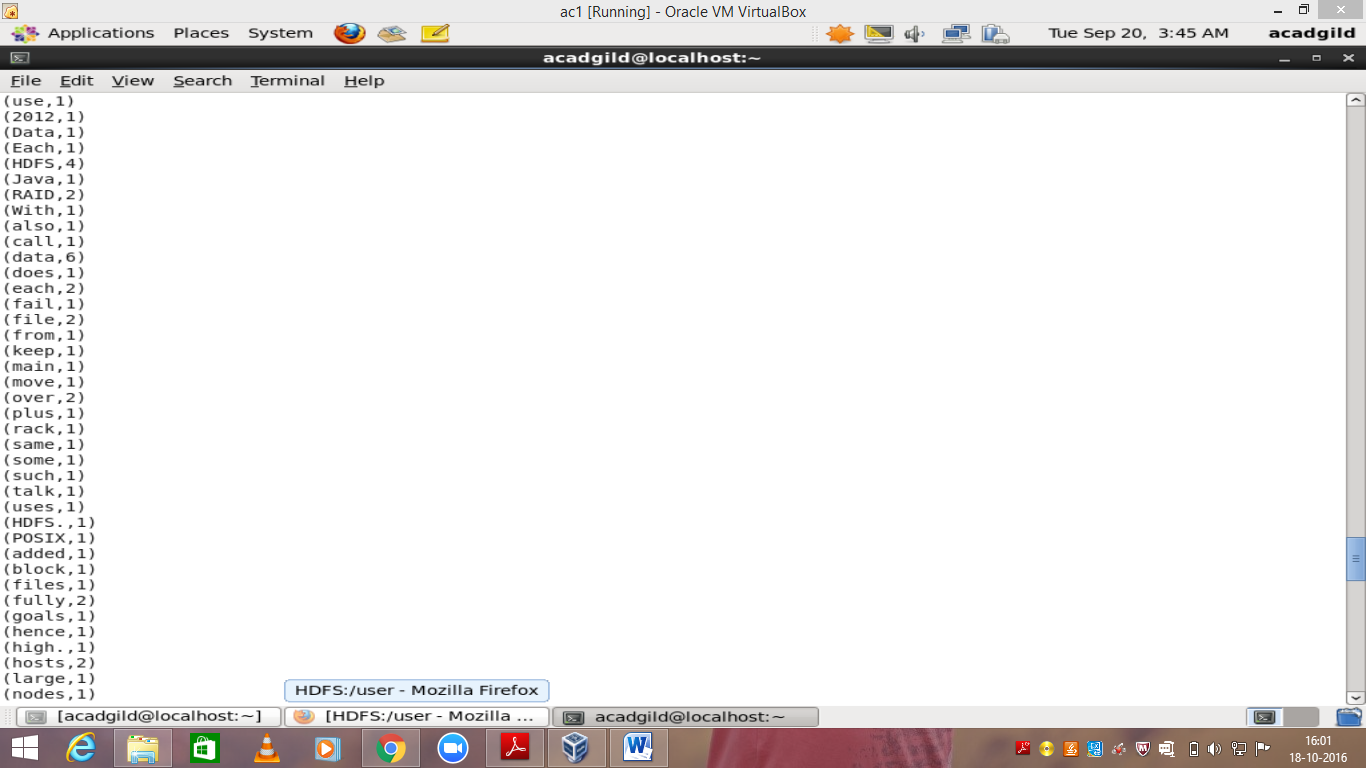 ac1 [Running] - Oracle VM VirtualBox
Applications Places System Tue Sep 20, 3:45 AM acadgild
acadgild@localhost:~
File Edit View Search Terminal Help
(use,1)
(2012,1)
(Data,1)
(Each,1)
(HDFS,4)
(Java,1)
(RAID,2)
(With,1)
(also,1)
(call,1)
(data,6)
(does,1)
(each,2)
(fail,1)
(file,2)
(from,1)
(keep,1)
(main,1)
(move,1)
(over,2)
(plus,1)
(rack,1)
(same,1)
(some,1)
(such,1)
(talk,1)
(uses,1)
(HDFS.,1)
(POSIX,1)
(added,1)
(block,1)
(files,1)
(fully,2)
(goals,1)
(hence,1)
(high.,1)
(hosts,2)
(large,1)
(nodes,1)
HDFS:/user - Mozilla Firefox
[acadgild@localhost:~] [HDFS:/user - Mozilla ... acadgild@localhost:~
16:01
18-10-2016